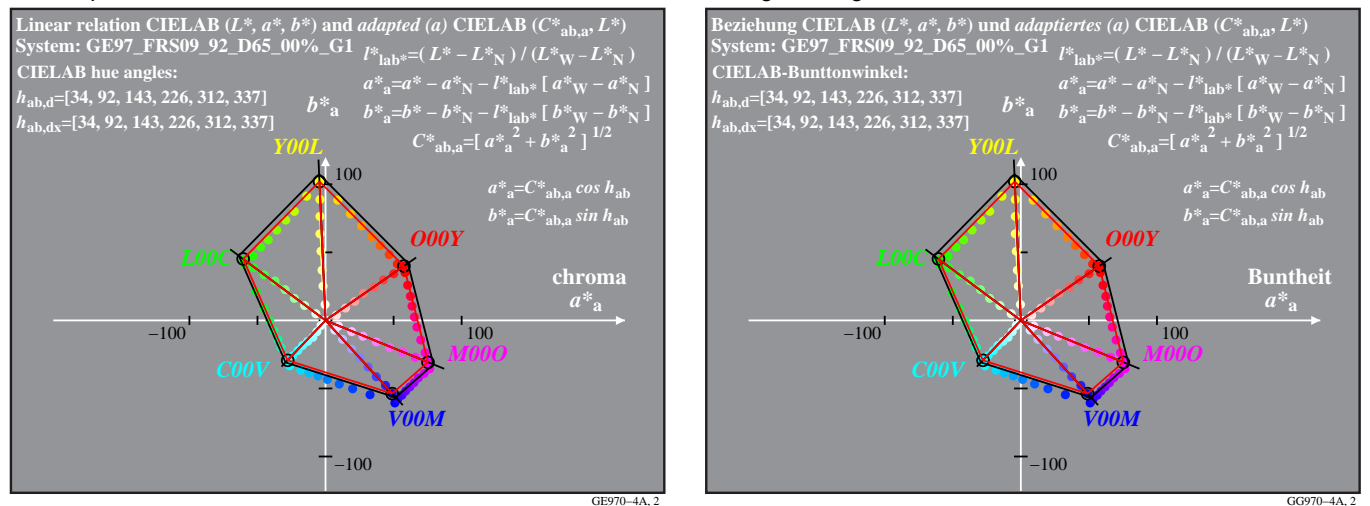 Linear relation CIELAB (L*, a*, b*) and adapted (a) CIELAB (C*ab,a, L*)
System: GE97_FRS09_92_D65_00%_G1 l*lab*=( L* – L*N ) / (L*W – L*N )
CIELAB hue angles:
a*a=a* – a*N – l*lab* [ a*W – a*N ]
hab,d=[34, 92, 143, 226, 312, 337]
b*a
b*a=b* – b*N – l*lab* [ b*W – b*N ]
hab,dx=[34, 92, 143, 226, 312, 337]
C*ab,a=[ a*a 2 + b*a 2 ] 1/2
Y00L
100
a*a=C*ab,a cos hab
b*a=C*ab,a sin hab
O00Y
L00C
chroma
a*a
–100
100
M00O
C00V
V00M
–100
GE970–4A, 2
Beziehung CIELAB (L*, a*, b*) und adaptiertes (a) CIELAB (C*ab,a, L*)
System: GE97_FRS09_92_D65_00%_G1 l*lab*=( L* – L*N ) / (L*W – L*N )
CIELAB-Bunttonwinkel:
a*a=a* – a*N – l*lab* [ a*W – a*N ]
hab,d=[34, 92, 143, 226, 312, 337]
b*a
b*a=b* – b*N – l*lab* [ b*W – b*N ]
hab,dx=[34, 92, 143, 226, 312, 337]
C*ab,a=[ a*a 2 + b*a 2 ] 1/2
Y00L
100
a*a=C*ab,a cos hab
b*a=C*ab,a sin hab
O00Y
L00C
Buntheit
a*a
–100
100
M00O
C00V
V00M
–100
GG970–4A, 2